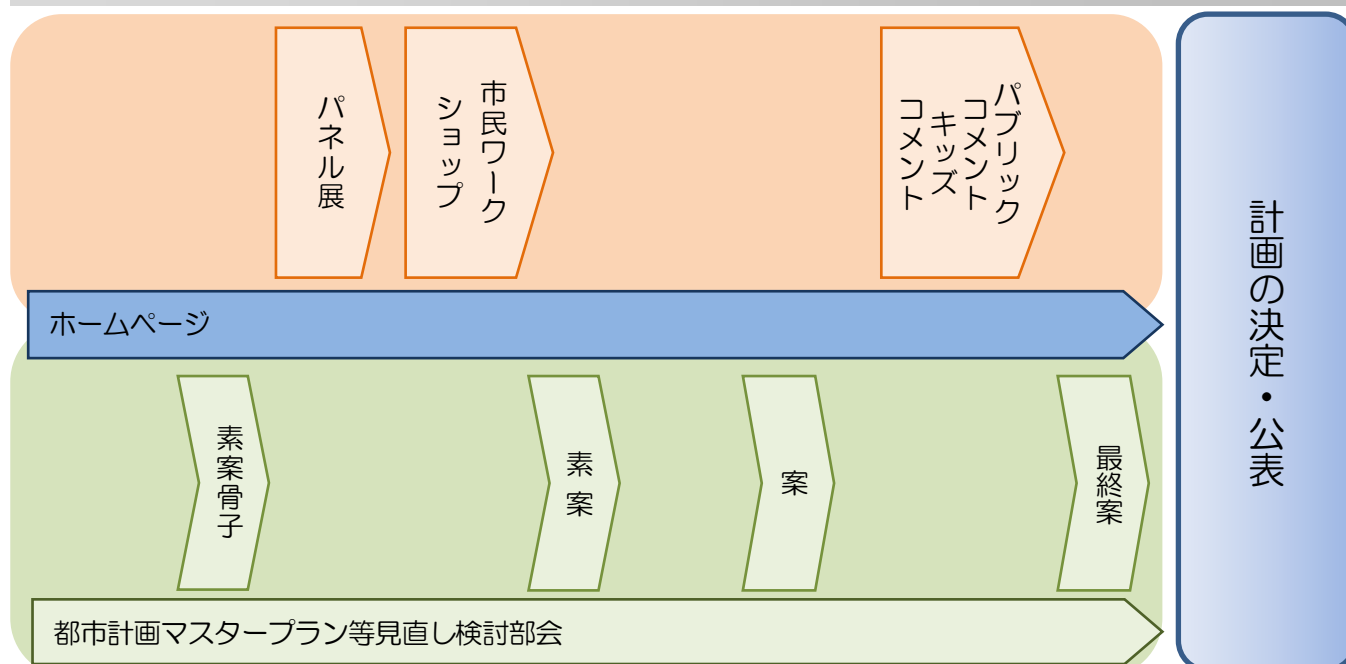 パネル展
市民ワーク
ショップ
パブリック
コメント
キッズ
コメント
ホームページ
素案骨子
素案
案
最終案
都市計画マスタープラン等見直し検討部会
計画の決定・公表